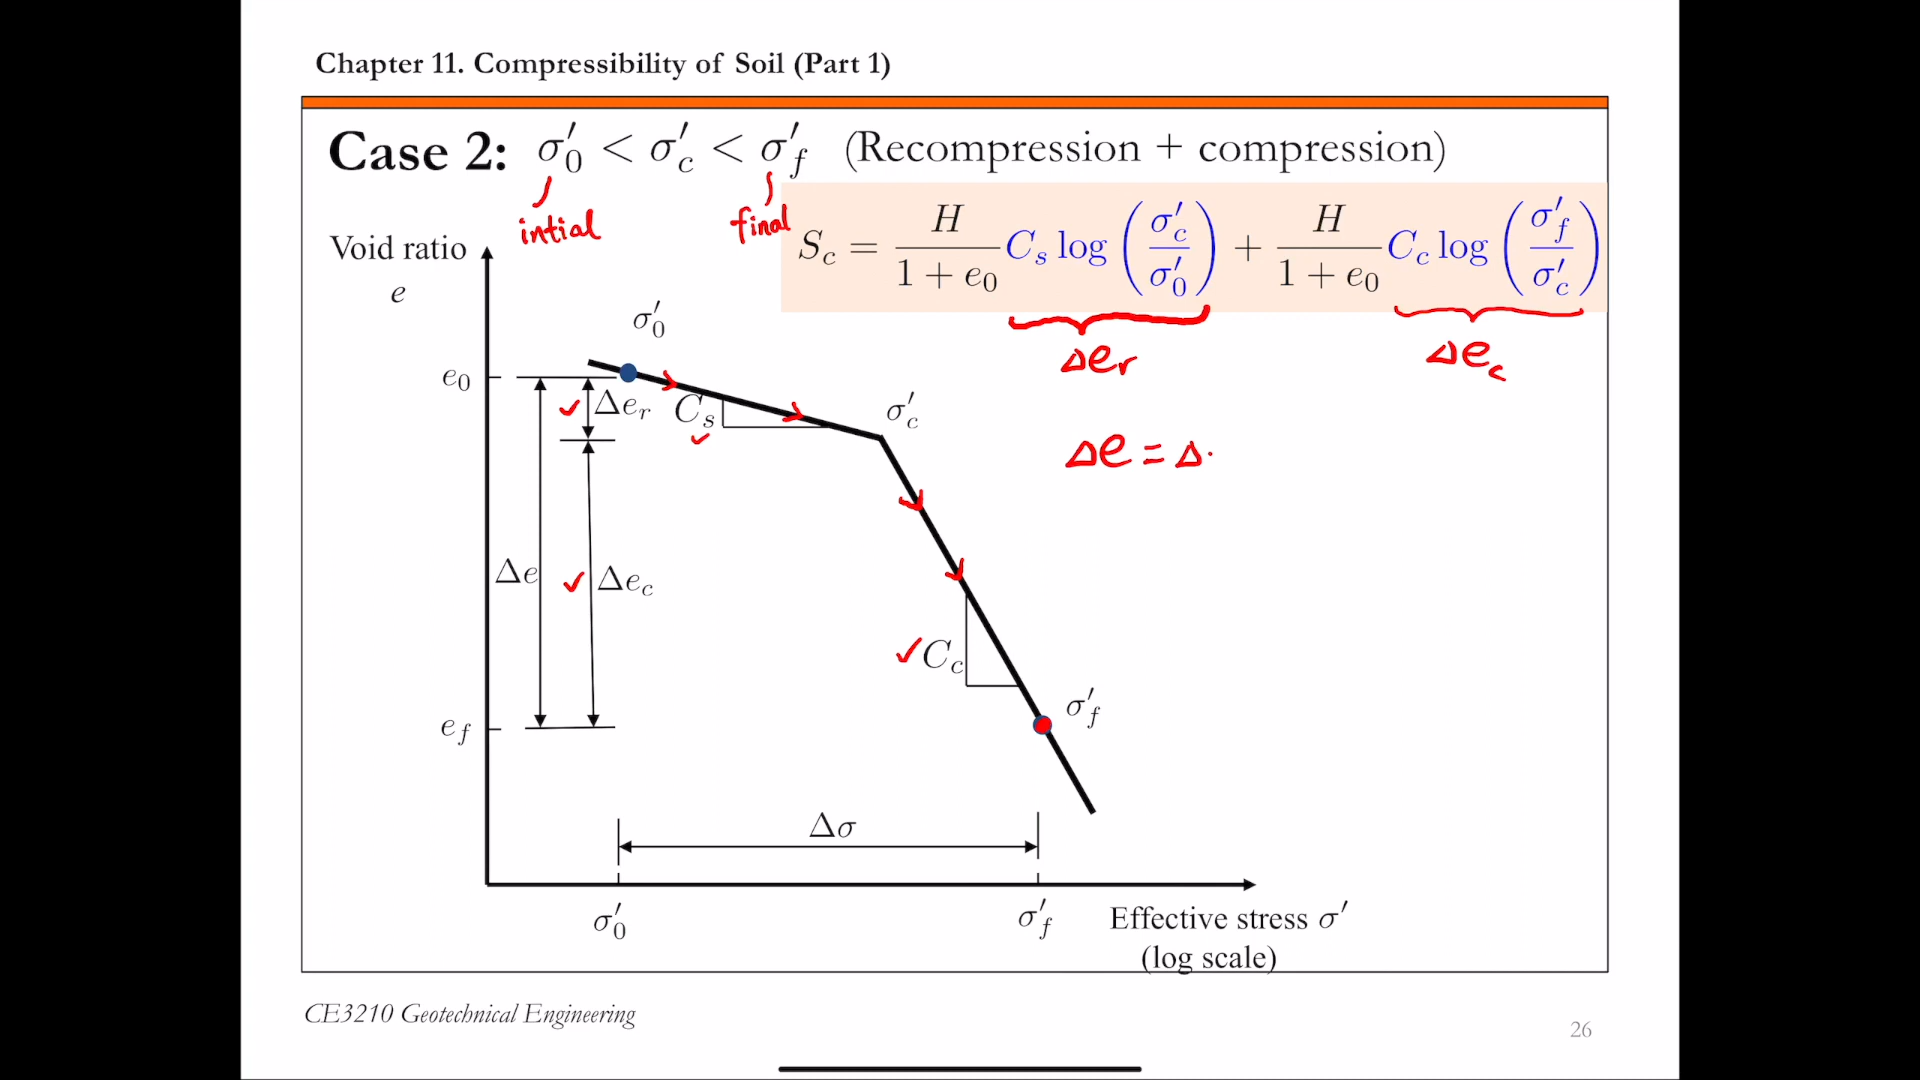 Chapter 11. Compressibility of Soil (Part 1)
Case 2: σ′0 < σ′c < σ′f (Recompression + compression)
intial
final
Sc = H / (1 + e0) Cs log (σ′c / σ′0) + H / (1 + e0) Cc log (σ′f / σ′c)
Δer
Δec
Void ratio
e
σ′0
e0
Δer
Cs
σ′c
Δe = Δ
Δe
Δec
Cc
σ′f
ef
Δσ
σ′0
σ′f
Effective stress σ′
(log scale)
CE3210 Geotechnical Engineering
26